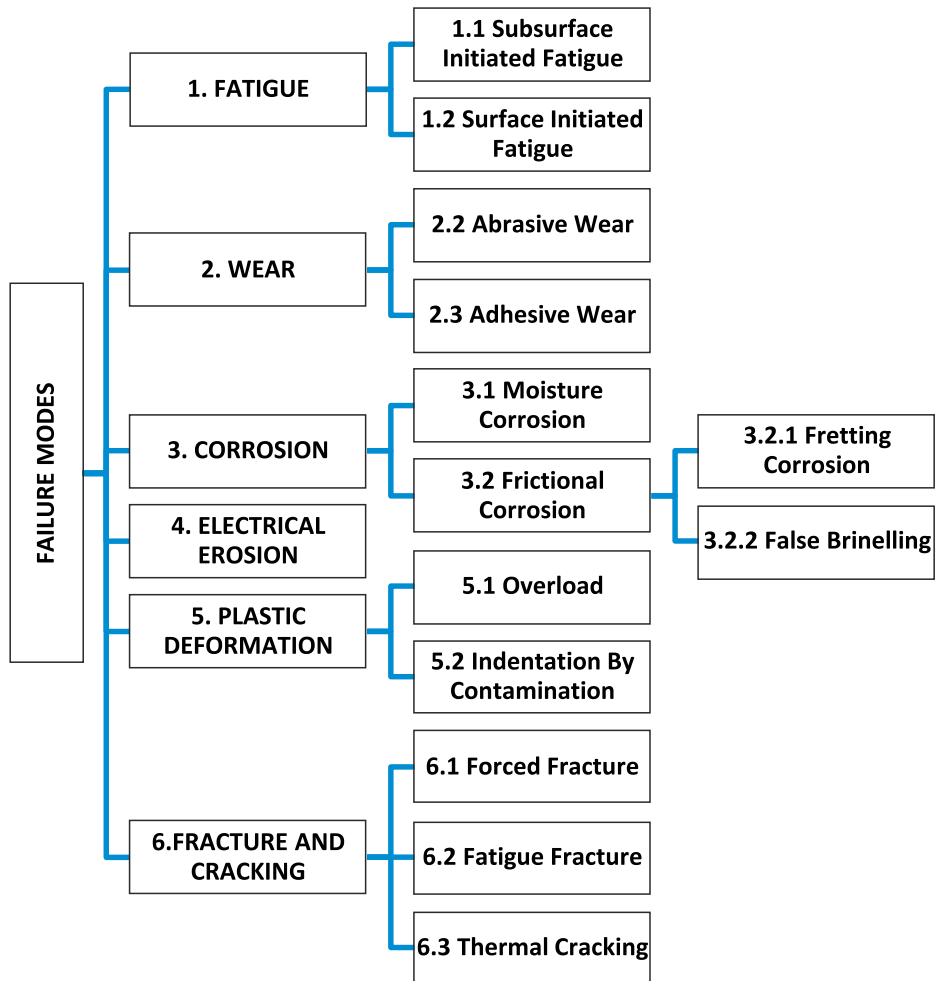 FAILURE MODES
1. FATIGUE
1.1 Subsurface
Initiated Fatigue
1.2 Surface Initiated
Fatigue
2. WEAR
2.2 Abrasive Wear
2.3 Adhesive Wear
3. CORROSION
3.1 Moisture
Corrosion
3.2 Frictional
Corrosion
3.2.1 Fretting
Corrosion
3.2.2 False Brinelling
4. ELECTRICAL
EROSION
5. PLASTIC
DEFORMATION
5.1 Overload
5.2 Indentation By
Contamination
6.FRACTURE AND
CRACKING
6.1 Forced Fracture
6.2 Fatigue Fracture
6.3 Thermal Cracking